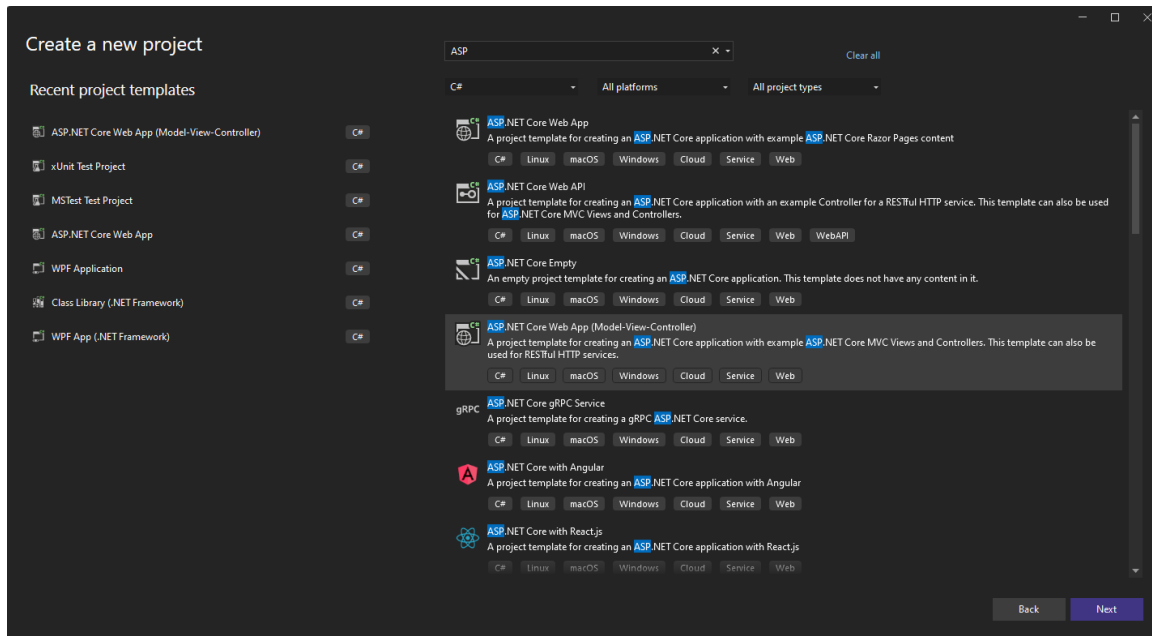 Create a new project
Recent project templates
ASP.NET Core Web App (Model-View-Controller) C#
xUnit Test Project C#
MSTest Test Project C#
ASP.NET Core Web App C#
WPF Application C#
Class Library (.NET Framework) C#
WPF App (.NET Framework) C#
ASP
Clear all
C# All platforms All project types
ASP.NET Core Web App
A project template for creating an ASP.NET Core application with example ASP.NET Core Razor Pages content
C# Linux macOS Windows Cloud Service Web
ASP.NET Core Web API
A project template for creating an ASP.NET Core application with an example Controller for a RESTful HTTP service. This template can also be used
for ASP.NET Core MVC Views and Controllers.
C# Linux macOS Windows Cloud Service Web WebAPI
ASP.NET Core Empty
An empty project template for creating an ASP.NET Core application. This template does not have any content in it.
C# Linux macOS Windows Cloud Service Web
ASP.NET Core Web App (Model-View-Controller)
A project template for creating an ASP.NET Core application with example ASP.NET Core MVC Views and Controllers. This template can also be
used for RESTful HTTP services.
C# Linux macOS Windows Cloud Service Web
gRPC ASP.NET Core gRPC Service
A project template for creating a gRPC ASP.NET Core service.
C# Linux macOS Windows Cloud Service Web
ASP.NET Core with Angular
A project template for creating an ASP.NET Core application with Angular
C# Linux macOS Windows Cloud Service Web
ASP.NET Core with React.js
A project template for creating an ASP.NET Core application with React.js
C# Linux macOS Windows Cloud Service Web
Back Next